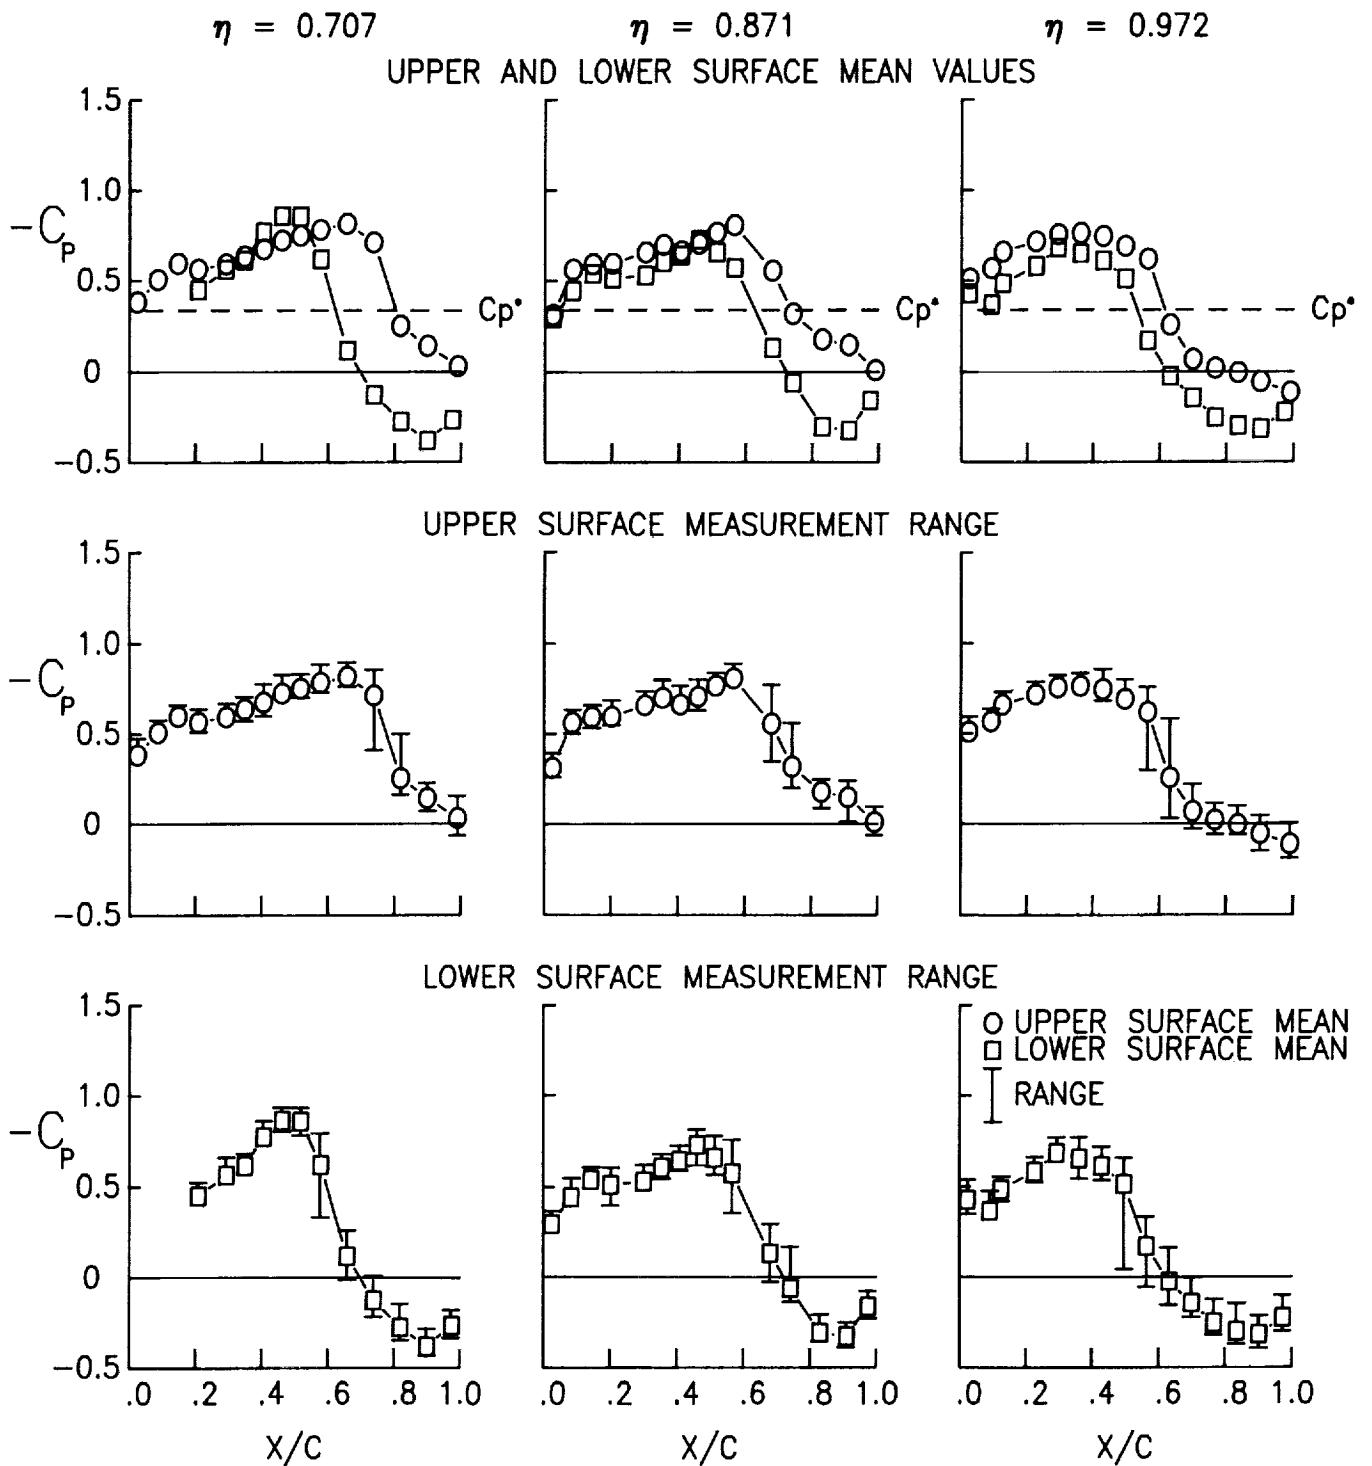 η = 0.707 η = 0.871 η = 0.972
UPPER AND LOWER SURFACE MEAN VALUES
1.5
1.0
-Cp
0.5
Cp* Cp* Cp*
0
-0.5
UPPER SURFACE MEASUREMENT RANGE
1.5
1.0
-Cp
0.5
0
-0.5
LOWER SURFACE MEASUREMENT RANGE
1.5
UPPER SURFACE MEAN
LOWER SURFACE MEAN
RANGE
1.0
-Cp
0.5
0
-0.5
.0 .2 .4 .6 .8 1.0 .0 .2 .4 .6 .8 1.0 .0 .2 .4 .6 .8 1.0
X/C X/C X/C